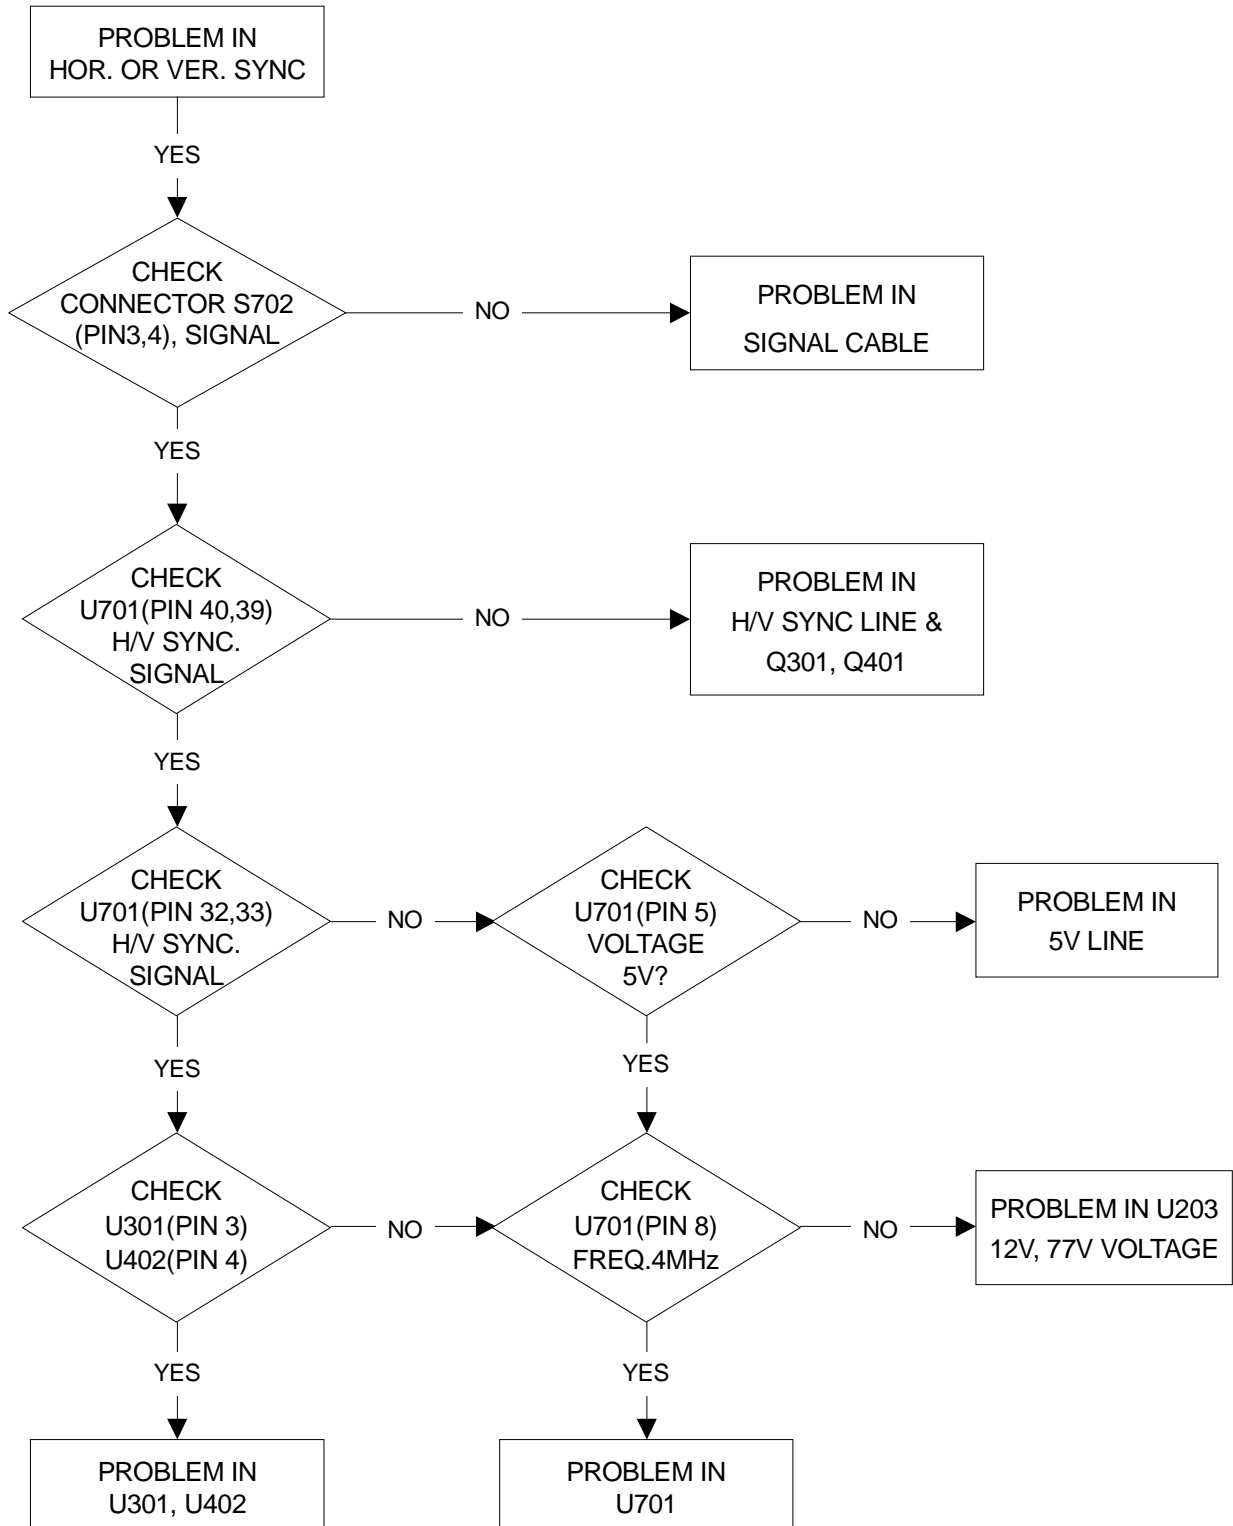 PROBLEM IN
HOR. OR VER. SYNC
YES
CHECK
CONNECTOR S702
(PIN3,4), SIGNAL
NO
PROBLEM IN
SIGNAL CABLE
YES
CHECK
U701(PIN 40,39)
H/V SYNC.
SIGNAL
NO
PROBLEM IN
H/V SYNC LINE &
Q301, Q401
YES
CHECK
U701(PIN 32,33)
H/V SYNC.
SIGNAL
NO
CHECK
U701(PIN 5)
VOLTAGE
5V?
NO
PROBLEM IN
5V LINE
YES
YES
CHECK
U301(PIN 3)
U402(PIN 4)
NO
CHECK
U701(PIN 8)
FREQ.4MHz
NO
PROBLEM IN U203
12V, 77V VOLTAGE
YES
YES
PROBLEM IN
U301, U402
PROBLEM IN
U701